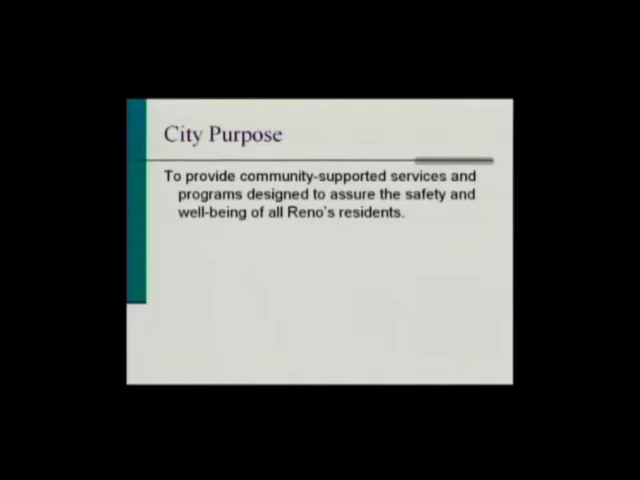 City Purpose
To provide community-supported services and
programs designed to assure the safety and
well-being of all Reno's residents.